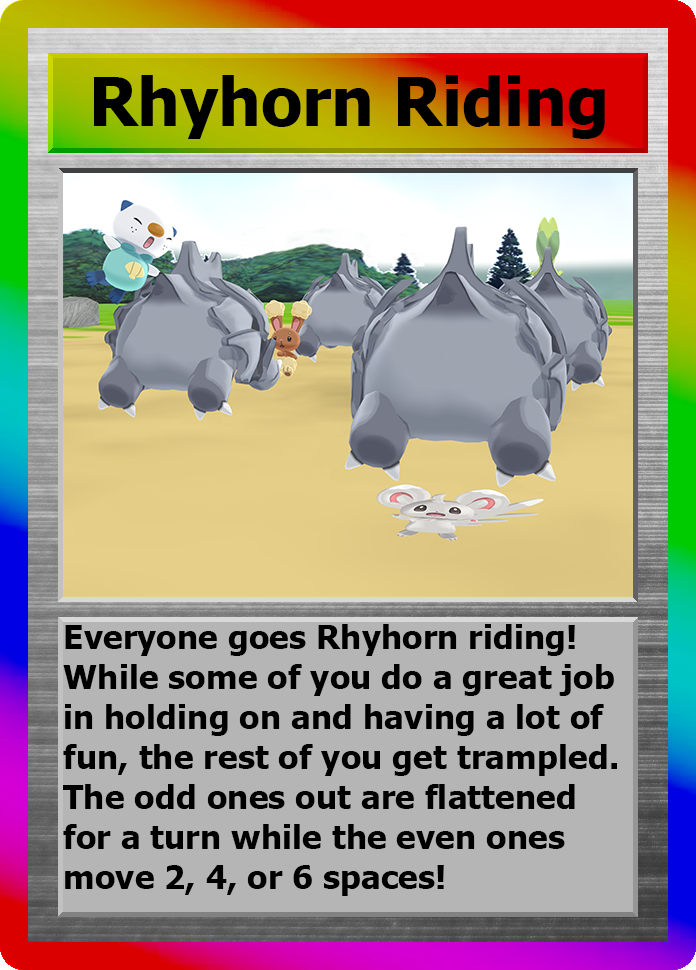 Rhyhorn Riding
Everyone goes Rhyhorn riding!
While some of you do a great job
in holding on and having a lot of
fun, the rest of you get trampled.
The odd ones out are flattened
for a turn while the even ones
move 2, 4, or 6 spaces!